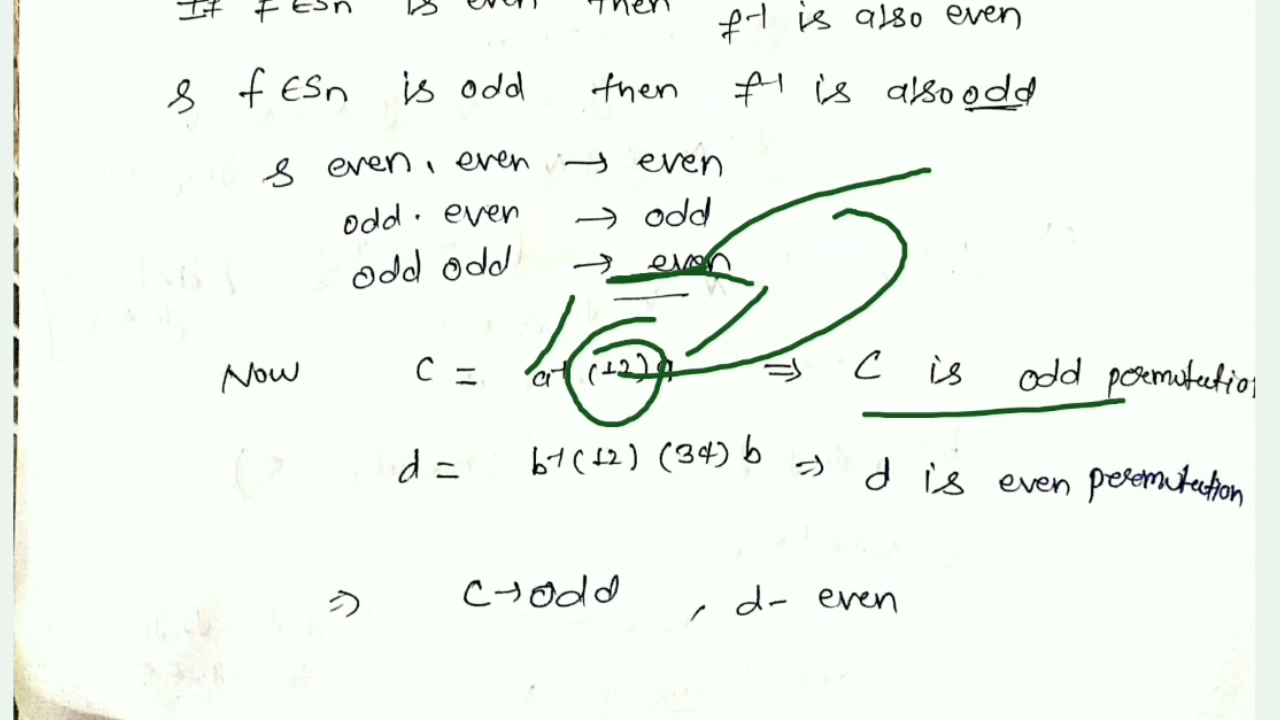 If f ∈ Sn is even then f⁻¹ is also even
& f ∈ Sn is odd then f⁻¹ is also odd
& even . even → even
odd . even → odd
odd odd → even
Now c = a⁻¹ (12) a ⇒ C is odd permutation
d = b⁻¹ (12) (34) b ⇒ d is even peremutation
⇒ C → odd , d - even